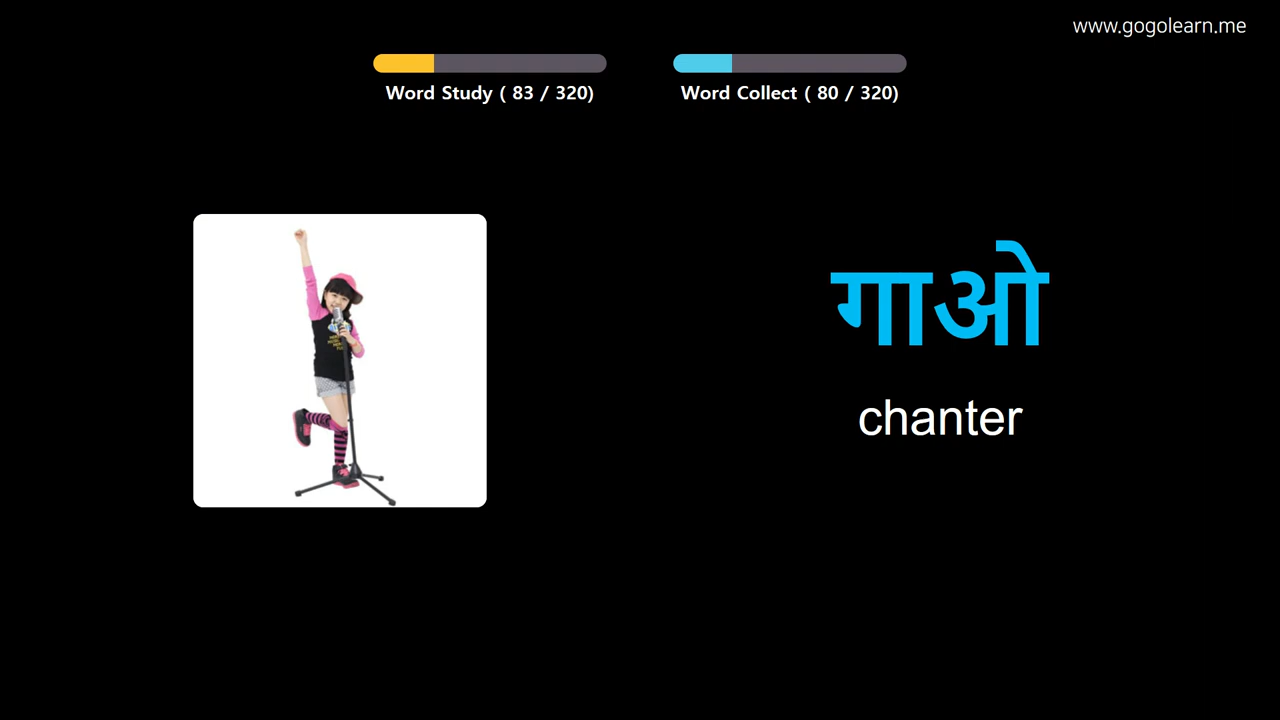 www.gogolearn.me
Word Study ( 83 / 320)
Word Collect ( 80 / 320)
गाओ
chanter